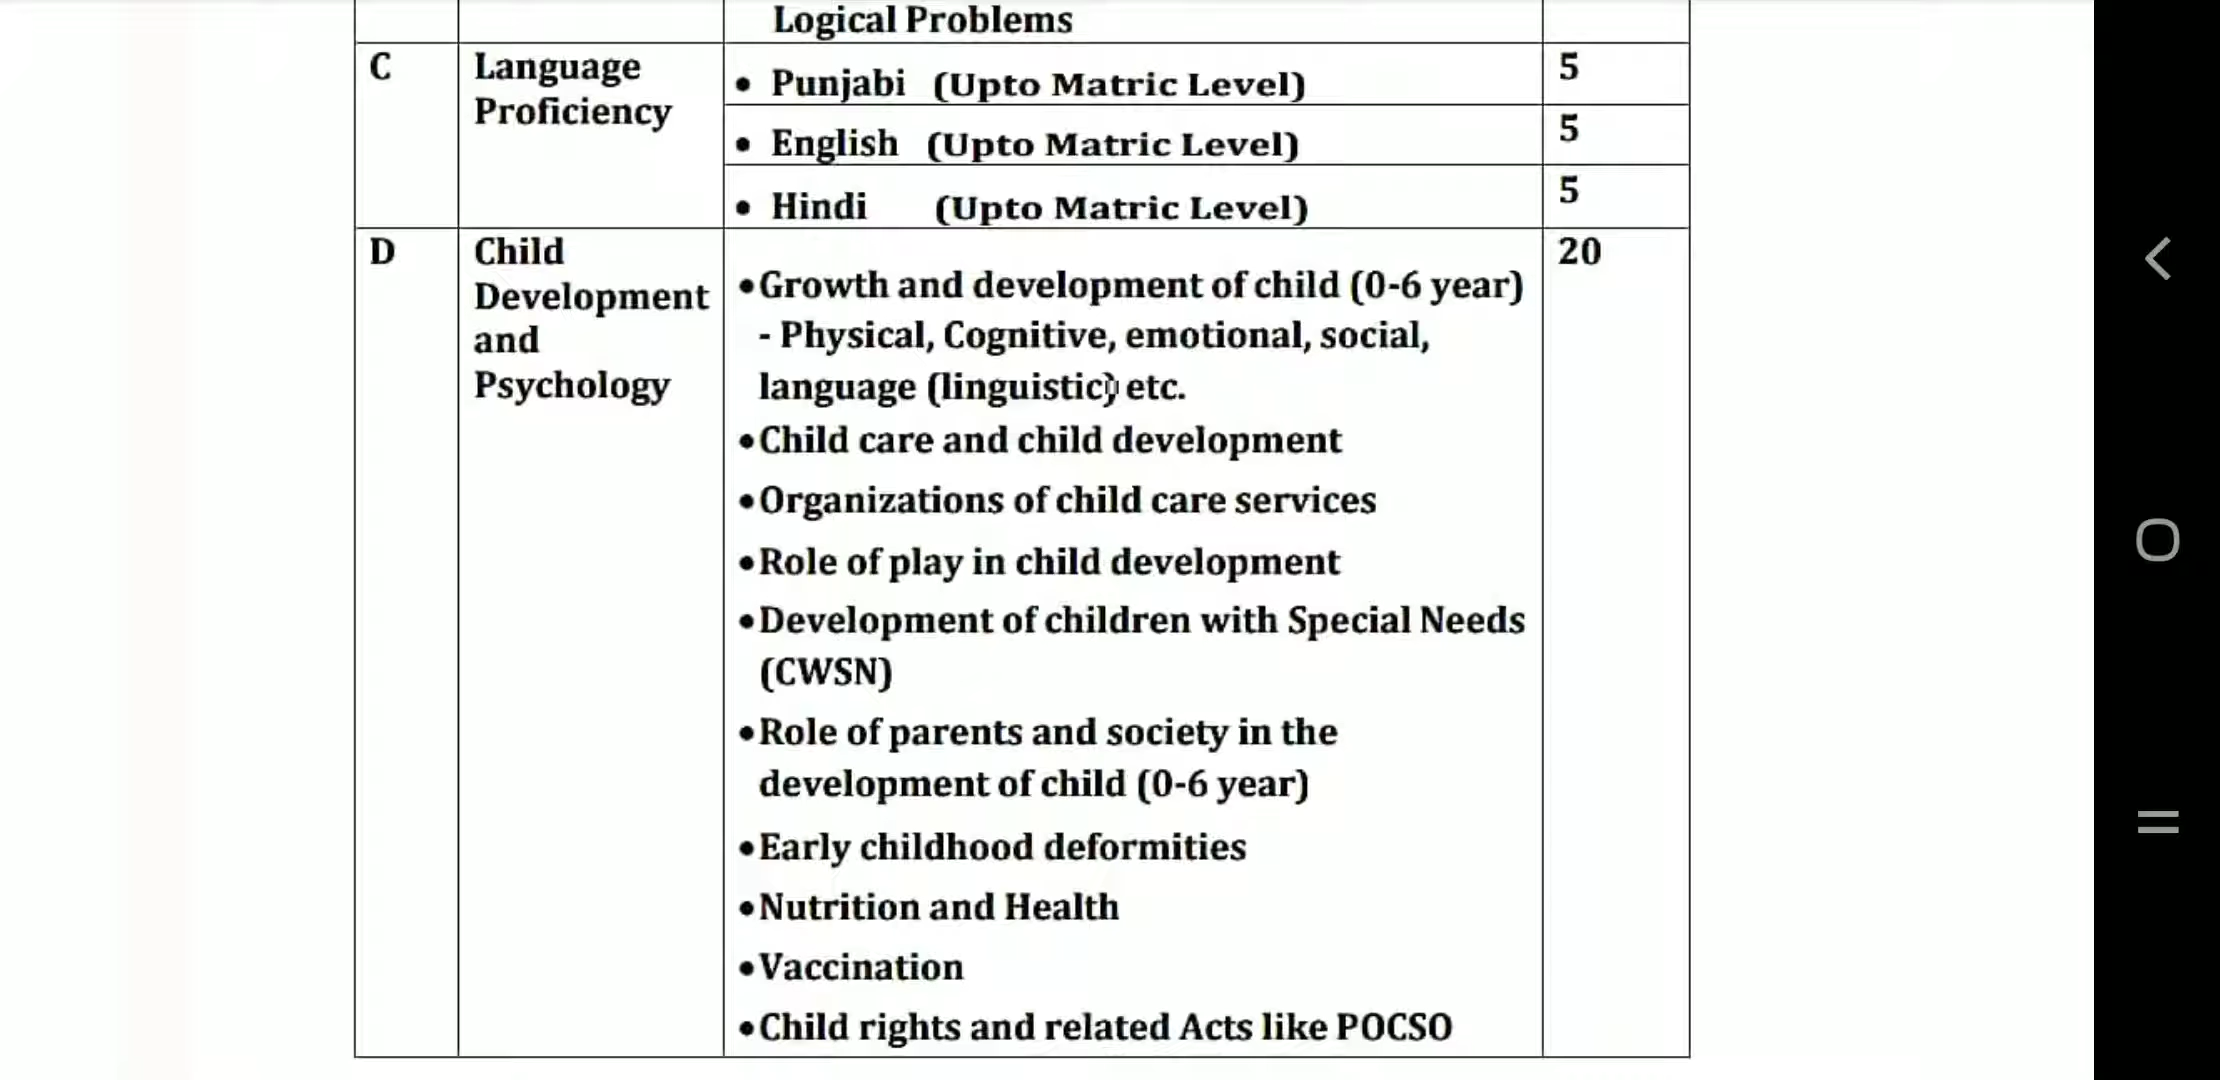 Logical Problems
C
Language
Proficiency
• Punjabi (Upto Matric Level)
5
• English (Upto Matric Level)
5
• Hindi (Upto Matric Level)
5
D
Child
Development
and
Psychology
• Growth and development of child (0-6 year)
- Physical, Cognitive, emotional, social,
language (linguistic) etc.
• Child care and child development
• Organizations of child care services
• Role of play in child development
• Development of children with Special Needs
(CWSN)
• Role of parents and society in the
development of child (0-6 year)
• Early childhood deformities
• Nutrition and Health
• Vaccination
• Child rights and related Acts like POCSO
20